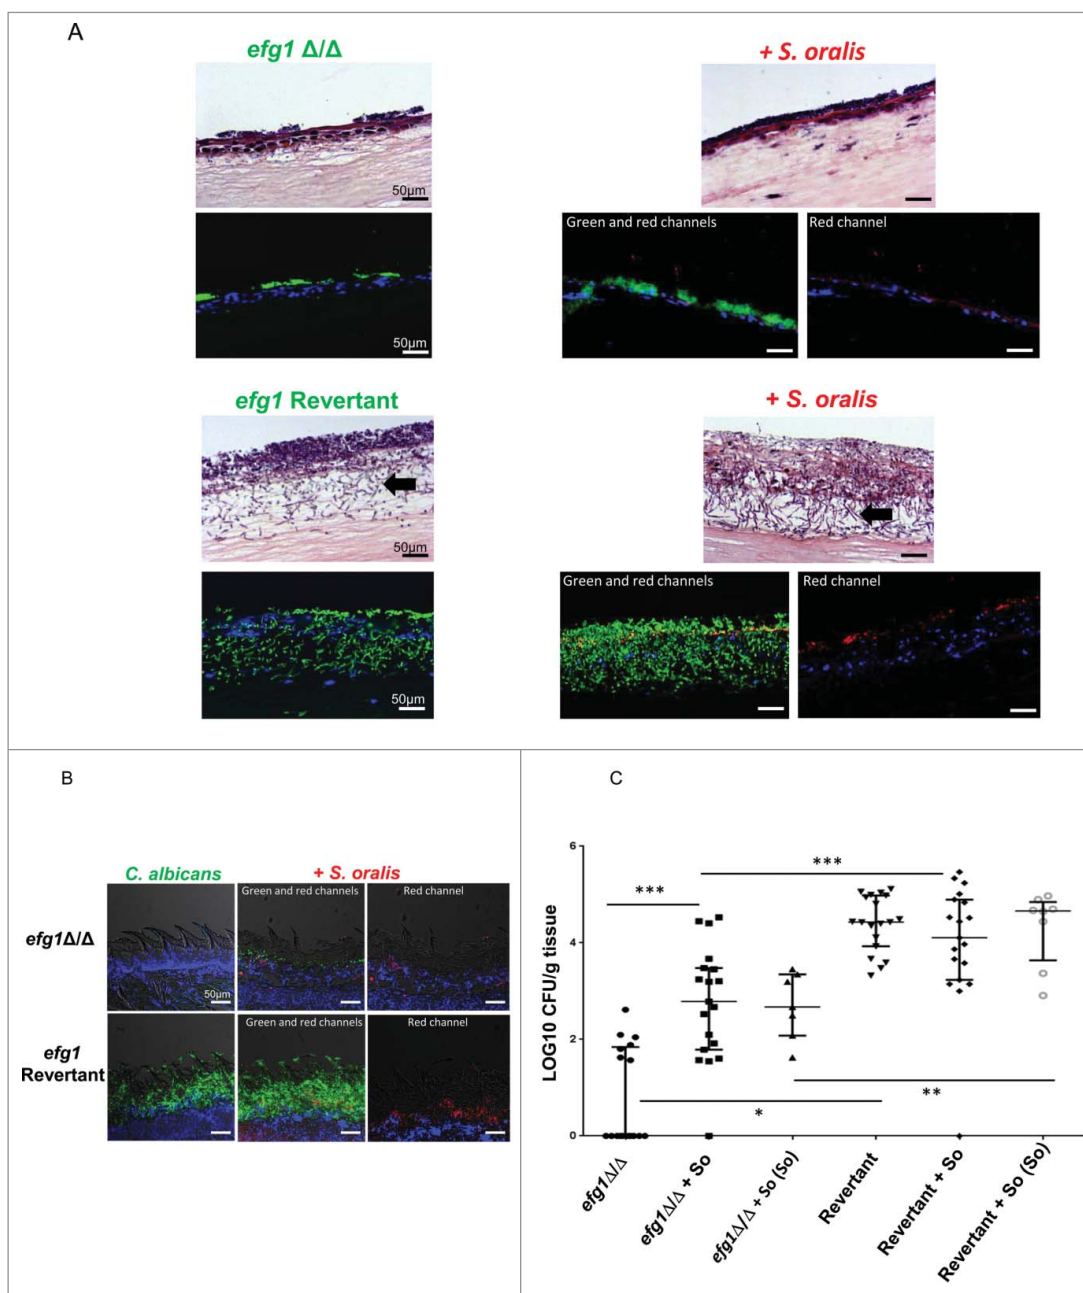 A
efg1 Δ/Δ
+ S. oralis
50µm
Green and red channels
Red channel
50µm
efg1 Revertant
+ S. oralis
50µm
Green and red channels
Red channel
50µm
B
C. albicans
+ S. oralis
Green and red channels
Red channel
efg1Δ/Δ
50µm
Green and red channels
Red channel
efg1
Revertant
C
LOG10 CFU/g tissue
6
4
2
0
***
***
**
*
efg1Δ/Δ
efg1Δ/Δ + So
efg1Δ/Δ + So (So)
Revertant
Revertant + So
Revertant + So (So)